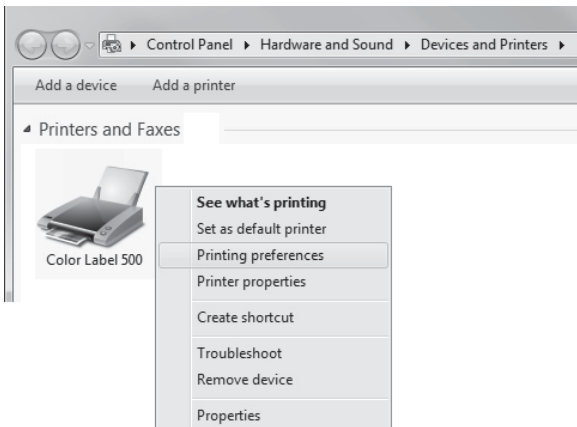 Control Panel ▸ Hardware and Sound ▸ Devices and Printers ▸
Add a device Add a printer
Printers and Faxes
Color Label 500
See what's printing
Set as default printer
Printing preferences
Printer properties
Create shortcut
Troubleshoot
Remove device
Properties